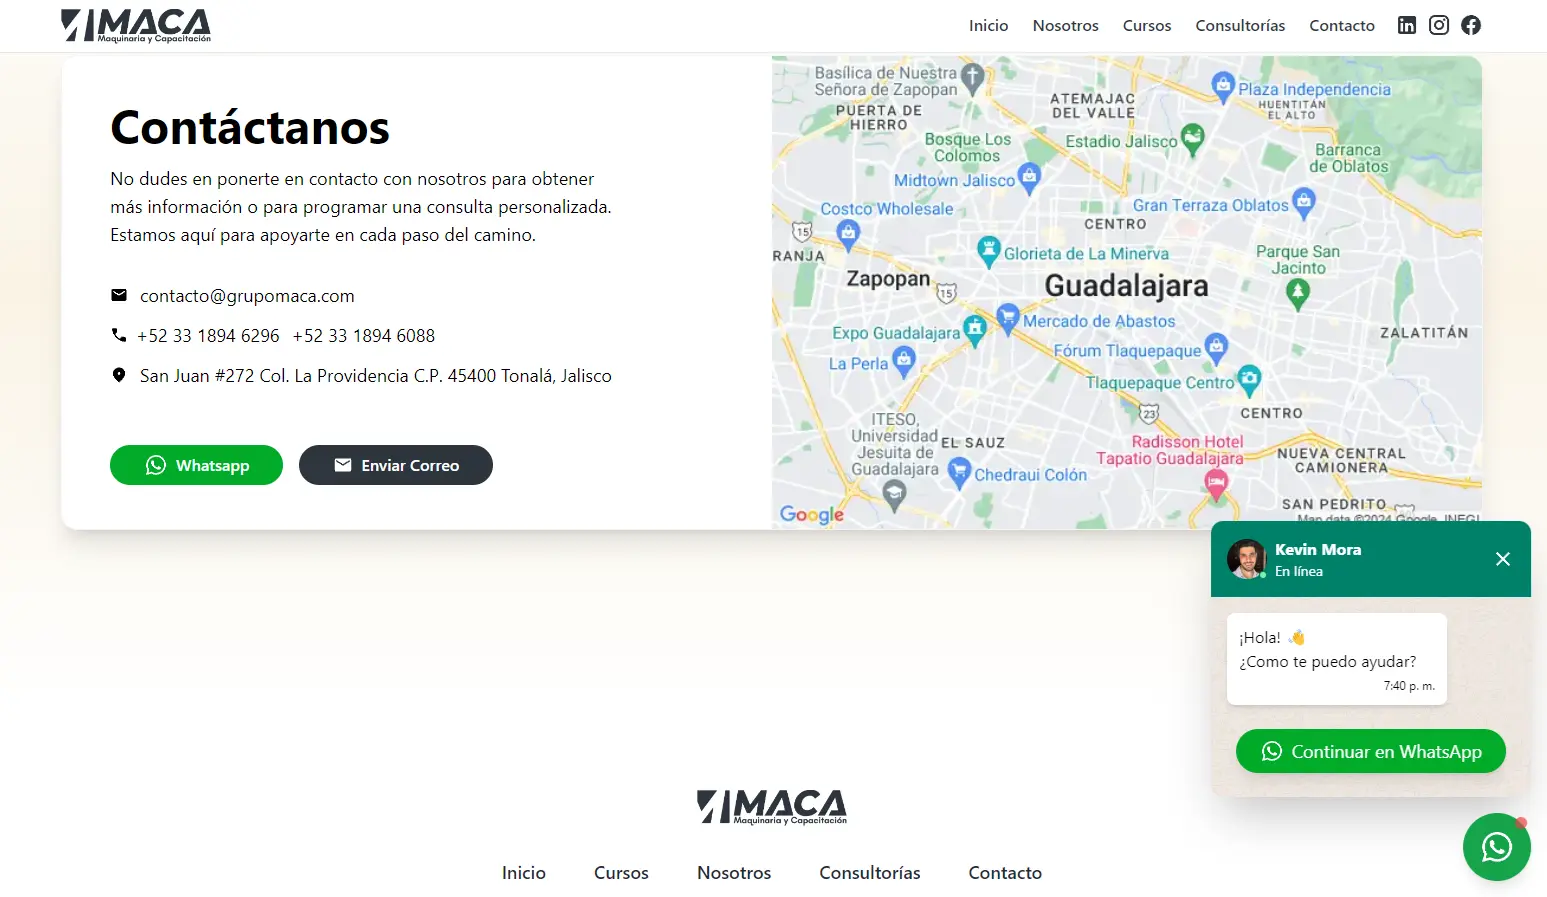 MACA
Maquinaria y Capacitación
Inicio Nosotros Cursos Consultorías Contacto
Contáctanos
No dudes en ponerte en contacto con nosotros para obtener
más información o para programar una consulta personalizada.
Estamos aquí para apoyarte en cada paso del camino.
contacto@grupomaca.com
+52 33 1894 6296 +52 33 1894 6088
San Juan #272 Col. La Providencia C.P. 45400 Tonalá, Jalisco
Whatsapp Enviar Correo
Basílica de Nuestra
Señora de Zapopan
PUERTA DE
HIERRO
ATEMAJAC
DEL VALLE
Plaza Independencia
HUENTITÁN
EL ALTO
Bosque Los
Colomos
Estadio Jalisco
Barranca
de Oblatos
Midtown Jalisco
Costco Wholesale
Gran Terraza Oblatos
CENTRO
15
RANJA
Glorieta de La Minerva
Parque San
Jacinto
Zapopan
15
Guadalajara
Expo Guadalajara
Mercado de Abastos
ZALATITÁN
La Perla
Fórum Tlaquepaque
Tlaquepaque Centro
23
CENTRO
ITESO,
Universidad
Jesuita de
Guadalajara
EL SAUZ
Radisson Hotel
Tapatio Guadalajara
NUEVA CENTRAL
CAMIONERA
Chedraui Colón
SAN PEDRITO
Google
Map data ©2024 Google, INEGI
Kevin Mora
En línea
¡Hola! 👋
¿Como te puedo ayudar?
7:40 p. m.
Continuar en WhatsApp
MACA
Maquinaria y Capacitación
Inicio Cursos Nosotros Consultorías Contacto